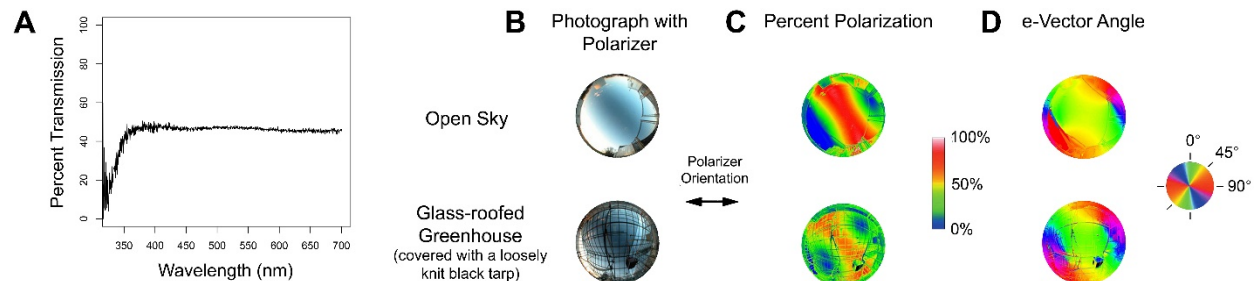 A
Percent Transmission
100
80
60
40
20
0
350
400
450
500
550
600
650
700
Wavelength (nm)
Open Sky
Glass-roofed
Greenhouse
(covered with a loosely
knit black tarp)
B
Photograph with
Polarizer
Polarizer
Orientation
C
Percent Polarization
100%
50%
0%
D
e-Vector Angle
0°
45°
90°